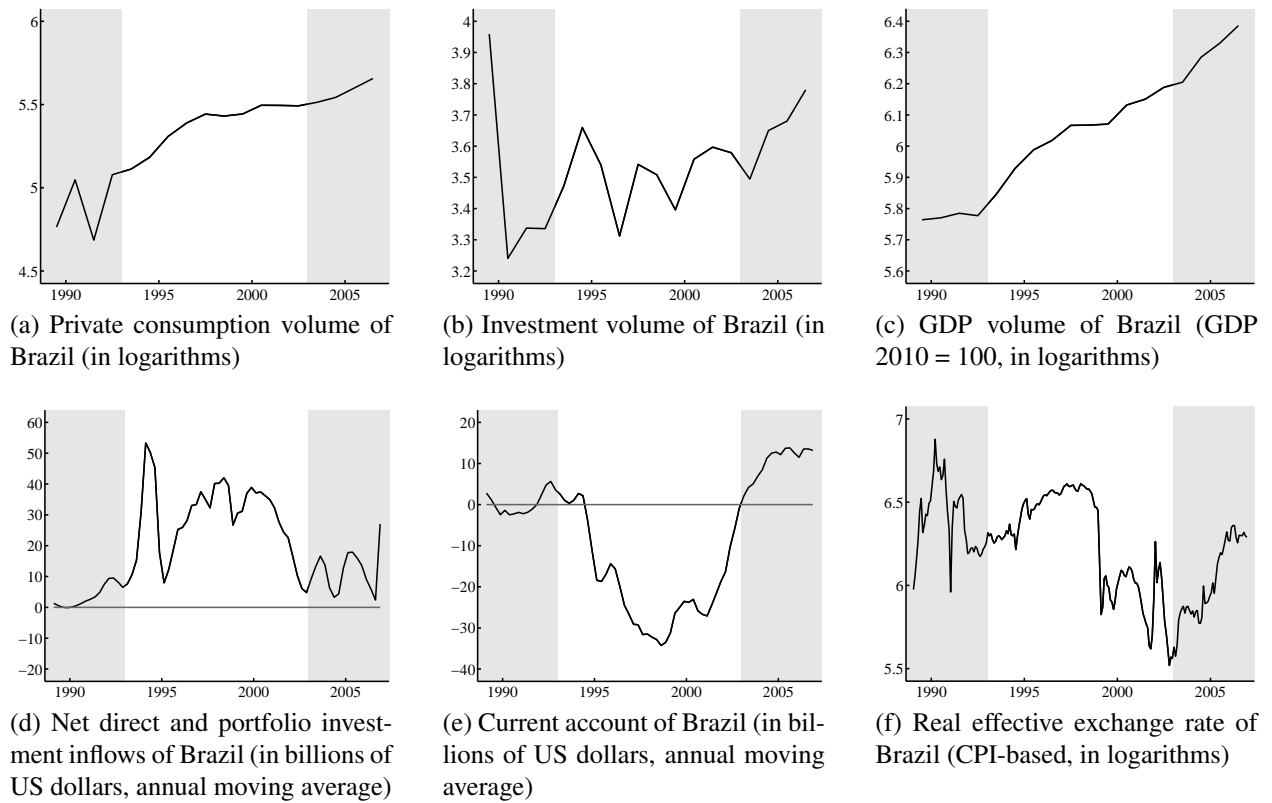 6
5.5
5
4.5
1990 1995 2000 2005
(a) Private consumption volume of
Brazil (in logarithms)
4
3.9
3.8
3.7
3.6
3.5
3.4
3.3
3.2
1990 1995 2000 2005
(b) Investment volume of Brazil (in
logarithms)
6.4
6.3
6.2
6.1
6
5.9
5.8
5.7
5.6
1990 1995 2000 2005
(c) GDP volume of Brazil (GDP
2010 = 100, in logarithms)
60
50
40
30
20
10
0
−10
−20
1990 1995 2000 2005
(d) Net direct and portfolio invest-
ment inflows of Brazil (in billions of
US dollars, annual moving average)
20
10
0
−10
−20
−30
−40
1990 1995 2000 2005
(e) Current account of Brazil (in bil-
lions of US dollars, annual moving
average)
7
6.5
6
5.5
1990 1995 2000 2005
(f) Real effective exchange rate of
Brazil (CPI-based, in logarithms)